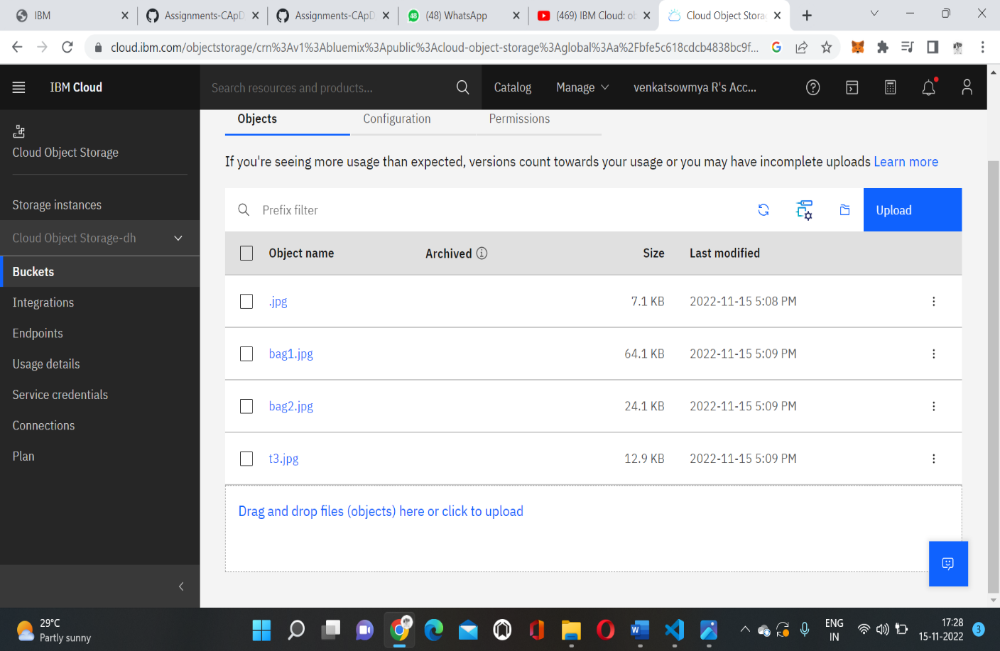 IBM
Assignments-CApD
Assignments-CApD
(48) WhatsApp
(469) IBM Cloud: ob
Cloud Object Stora
cloud.ibm.com/objectstorage/crn%3Av1%3Abluemix%3Apublic%3Acloud-object-storage%3Aglobal%3Aa%2Fbfe5c618cdcb4838bc9f...
IBM Cloud
Search resources and products...
Catalog
Manage
venkatsowmya R's Acc...
Cloud Object Storage
Storage instances
Cloud Object Storage-dh
Buckets
Integrations
Endpoints
Usage details
Service credentials
Connections
Plan
Objects
Configuration
Permissions
If you're seeing more usage than expected, versions count towards your usage or you may have incomplete uploads Learn more
Prefix filter
Upload
Object name Archived Size Last modified
.jpg 7.1 KB 2022-11-15 5:08 PM
bag1.jpg 64.1 KB 2022-11-15 5:09 PM
bag2.jpg 24.1 KB 2022-11-15 5:09 PM
t3.jpg 12.9 KB 2022-11-15 5:09 PM
Drag and drop files (objects) here or click to upload
29°C
Partly sunny
ENG
IN
17:28
15-11-2022
3